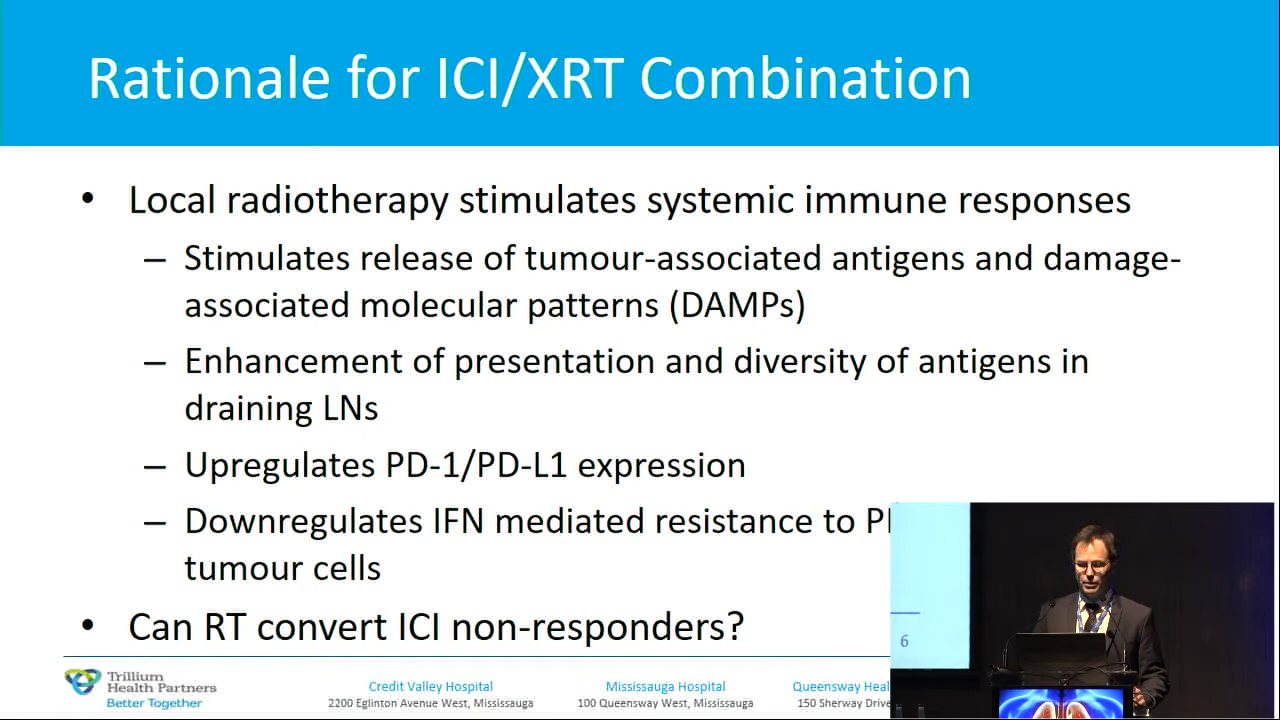 Rationale for ICI/XRT Combination
• Local radiotherapy stimulates systemic immune responses
– Stimulates release of tumour-associated antigens and damage-
associated molecular patterns (DAMPs)
– Enhancement of presentation and diversity of antigens in
draining LNs
– Upregulates PD-1/PD-L1 expression
– Downregulates IFN mediated resistance to
tumour cells
• Can RT convert ICI non-responders?
6
Trillium
Health Partners
Better Together
Credit Valley Hospital
2200 Eglinton Avenue West, Mississauga
Mississauga Hospital
100 Queensway West, Mississauga
Queensway
150 Sherway